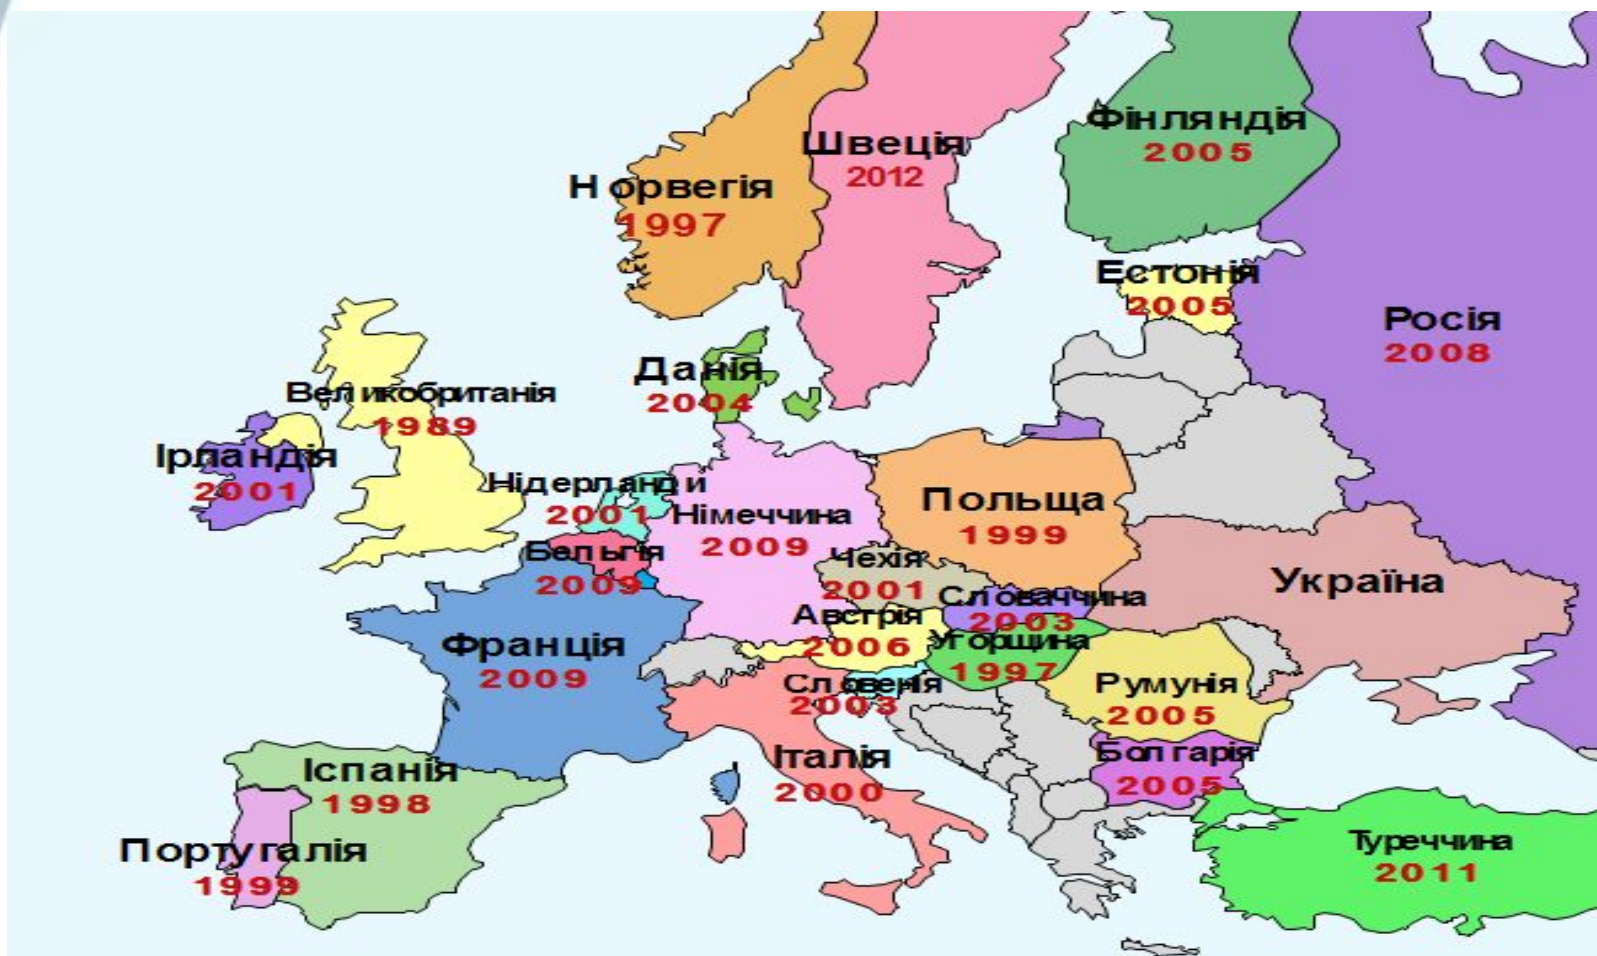 Фінляндія
2005
Швеція
2012
Норвегія
1997
Естонія
2005
Росія
2008
Данія
2004
Великобританія
1989
Ірландія
2001
Нідерланди
2001
Німеччина
2009
Польща
1999
Бельгія
2009
Чехія
2001
Україна
Словаччина
2003
Австрія
2006
Угорщина
1997
Франція
2009
Словенія
2003
Румунія
2005
Італія
2000
Болгарія
2005
Іспанія
1998
Португалія
1999
Туреччина
2011